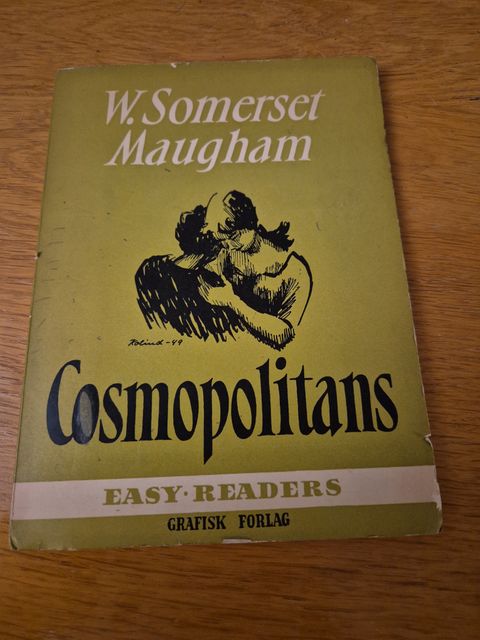 W. Somerset
Maugham
Cosmopolitans
EASY·READERS
GRAFISK FORLAG